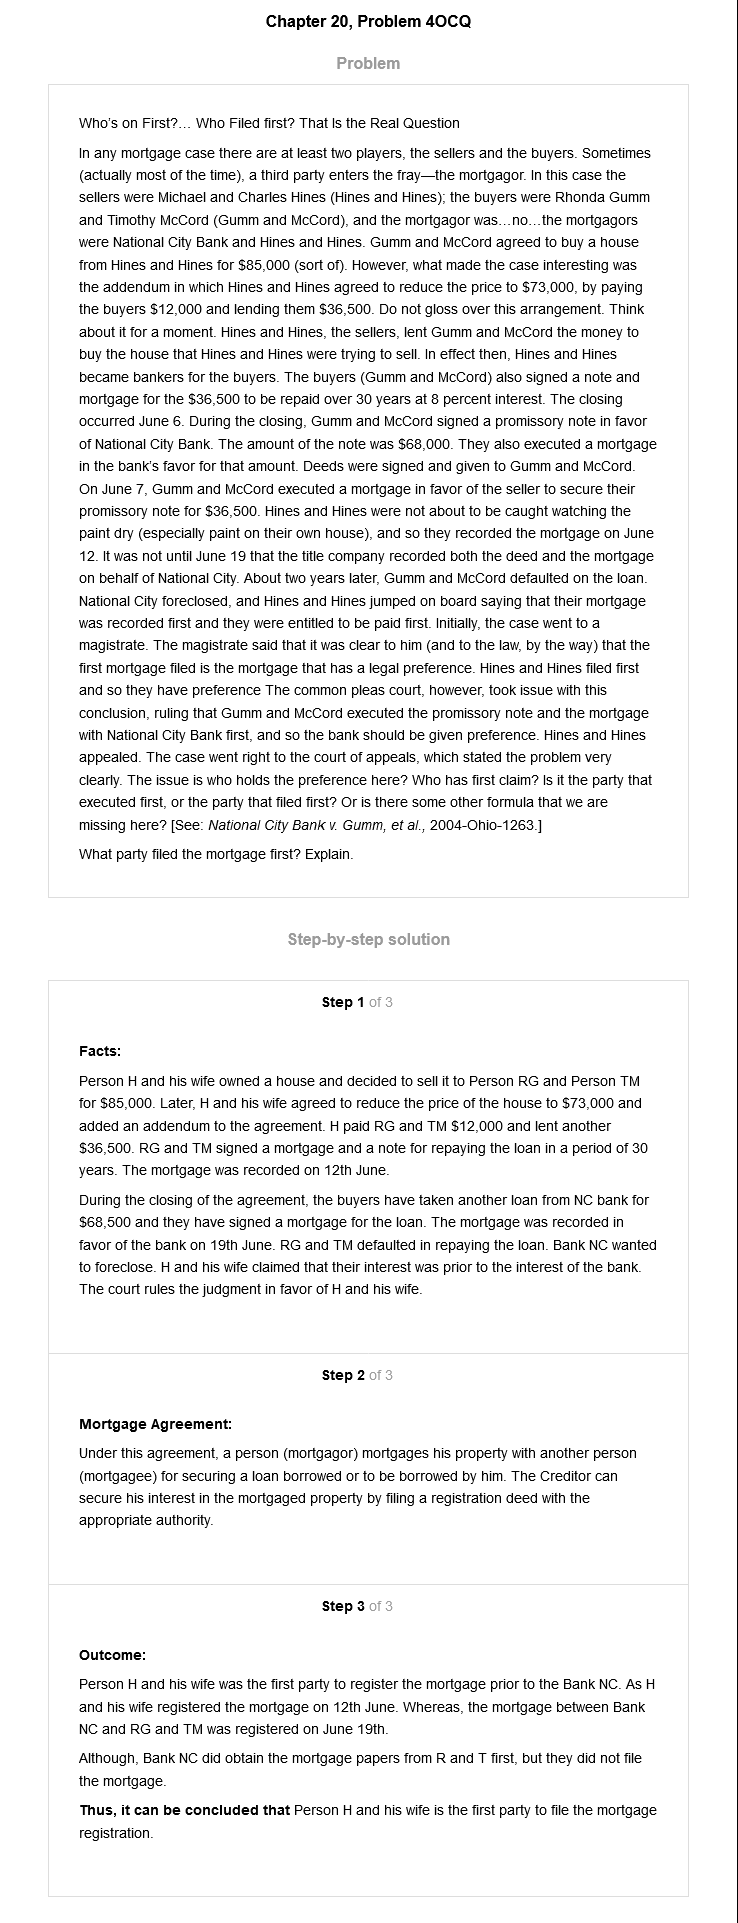 Chapter 20, Problem 4OCQ
Problem
Who's on First?… Who Filed first? That Is the Real Question
In any mortgage case there are at least two players, the sellers and the buyers. Sometimes
(actually most of the time), a third party enters the fray—the mortgagor. In this case the
sellers were Michael and Charles Hines (Hines and Hines); the buyers were Rhonda Gumm
and Timothy McCord (Gumm and McCord), and the mortgagor was…no…the mortgagors
were National City Bank and Hines and Hines. Gumm and McCord agreed to buy a house
from Hines and Hines for $85,000 (sort of). However, what made the case interesting was
the addendum in which Hines and Hines agreed to reduce the price to $73,000, by paying
the buyers $12,000 and lending them $36,500. Do not gloss over this arrangement. Think
about it for a moment. Hines and Hines, the sellers, lent Gumm and McCord the money to
buy the house that Hines and Hines were trying to sell. In effect then, Hines and Hines
became bankers for the buyers. The buyers (Gumm and McCord) also signed a note and
mortgage for the $36,500 to be repaid over 30 years at 8 percent interest. The closing
occurred June 6. During the closing, Gumm and McCord signed a promissory note in favor
of National City Bank. The amount of the note was $68,000. They also executed a mortgage
in the bank's favor for that amount. Deeds were signed and given to Gumm and McCord.
On June 7, Gumm and McCord executed a mortgage in favor of the seller to secure their
promissory note for $36,500. Hines and Hines were not about to be caught watching the
paint dry (especially paint on their own house), and so they recorded the mortgage on June
12. It was not until June 19 that the title company recorded both the deed and the mortgage
on behalf of National City. About two years later, Gumm and McCord defaulted on the loan.
National City foreclosed, and Hines and Hines jumped on board saying that their mortgage
was recorded first and they were entitled to be paid first. Initially, the case went to a
magistrate. The magistrate said that it was clear to him (and to the law, by the way) that the
first mortgage filed is the mortgage that has a legal preference. Hines and Hines filed first
and so they have preference The common pleas court, however, took issue with this
conclusion, ruling that Gumm and McCord executed the promissory note and the mortgage
with National City Bank first, and so the bank should be given preference. Hines and Hines
appealed. The case went right to the court of appeals, which stated the problem very
clearly. The issue is who holds the preference here? Who has first claim? Is it the party that
executed first, or the party that filed first? Or is there some other formula that we are
missing here? [See: National City Bank v. Gumm, et al., 2004-Ohio-1263.]
What party filed the mortgage first? Explain.
Step-by-step solution
Step 1 of 3
Facts:
Person H and his wife owned a house and decided to sell it to Person RG and Person TM
for $85,000. Later, H and his wife agreed to reduce the price of the house to $73,000 and
added an addendum to the agreement. H paid RG and TM $12,000 and lent another
$36,500. RG and TM signed a mortgage and a note for repaying the loan in a period of 30
years. The mortgage was recorded on 12th June.
During the closing of the agreement, the buyers have taken another loan from NC bank for
$68,500 and they have signed a mortgage for the loan. The mortgage was recorded in
favor of the bank on 19th June. RG and TM defaulted in repaying the loan. Bank NC wanted
to foreclose. H and his wife claimed that their interest was prior to the interest of the bank.
The court rules the judgment in favor of H and his wife.
Step 2 of 3
Mortgage Agreement:
Under this agreement, a person (mortgagor) mortgages his property with another person
(mortgagee) for securing a loan borrowed or to be borrowed by him. The Creditor can
secure his interest in the mortgaged property by filing a registration deed with the
appropriate authority.
Step 3 of 3
Outcome:
Person H and his wife was the first party to register the mortgage prior to the Bank NC. As H
and his wife registered the mortgage on 12th June. Whereas, the mortgage between Bank
NC and RG and TM was registered on June 19th.
Although, Bank NC did obtain the mortgage papers from R and T first, but they did not file
the mortgage.
Thus, it can be concluded that Person H and his wife is the first party to file the mortgage
registration.